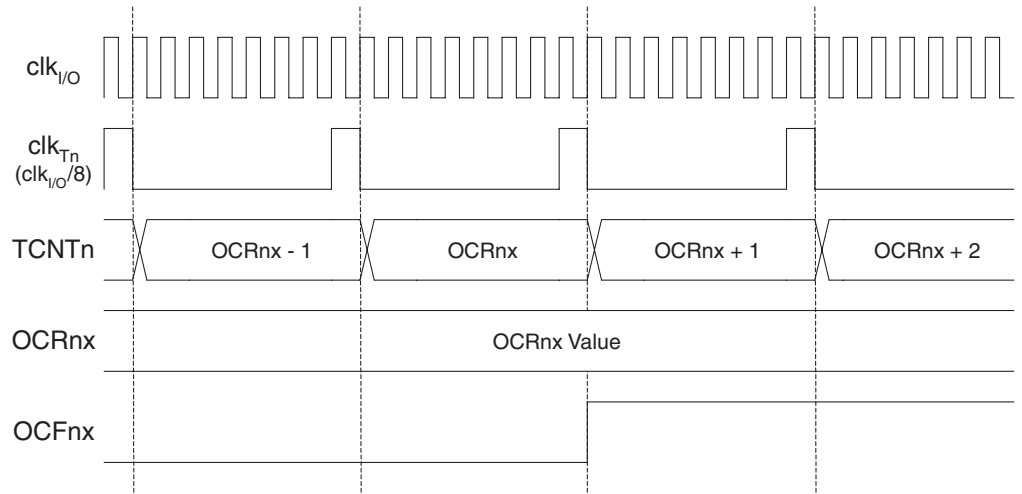 clkI/O
clkTn
(clkI/O/8)
TCNTn
OCRnx - 1
OCRnx
OCRnx + 1
OCRnx + 2
OCRnx
OCRnx Value
OCFnx